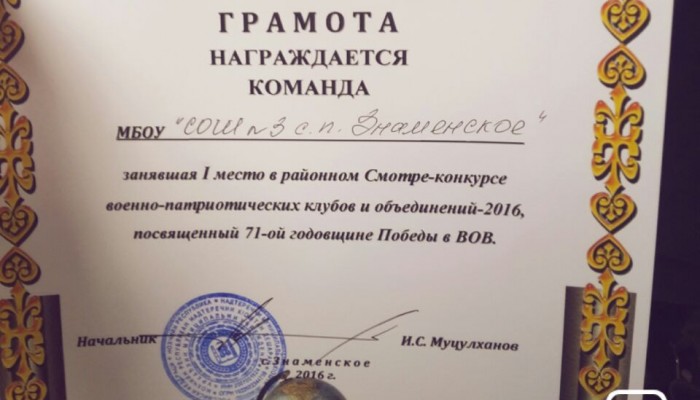 ГРАМОТА
НАГРАЖДАЕТСЯ
КОМАНДА
МБОУ "СОШ №3 с.п. Знаменское"
занявшая I место в районном Смотре-конкурсе
военно-патриотических клубов и объединений-2016,
посвященный 71-ой годовщине Победы в ВОВ.
Начальник И.С. Муцулханов
с.Знаменское
2016 г.